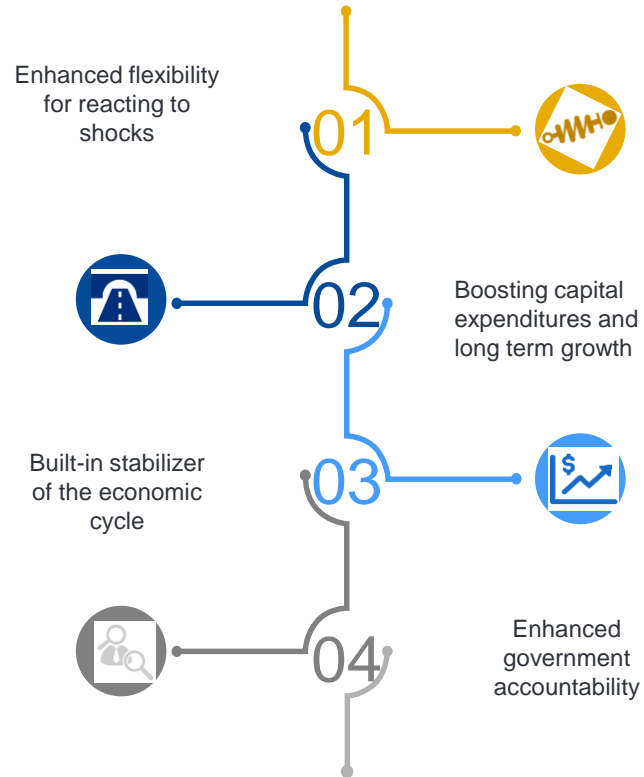 Enhanced flexibility
for reacting to
shocks
01
02
Boosting capital
expenditures and
long term growth
Built-in stabilizer
of the economic
cycle
03
$
04
Enhanced
government
accountability